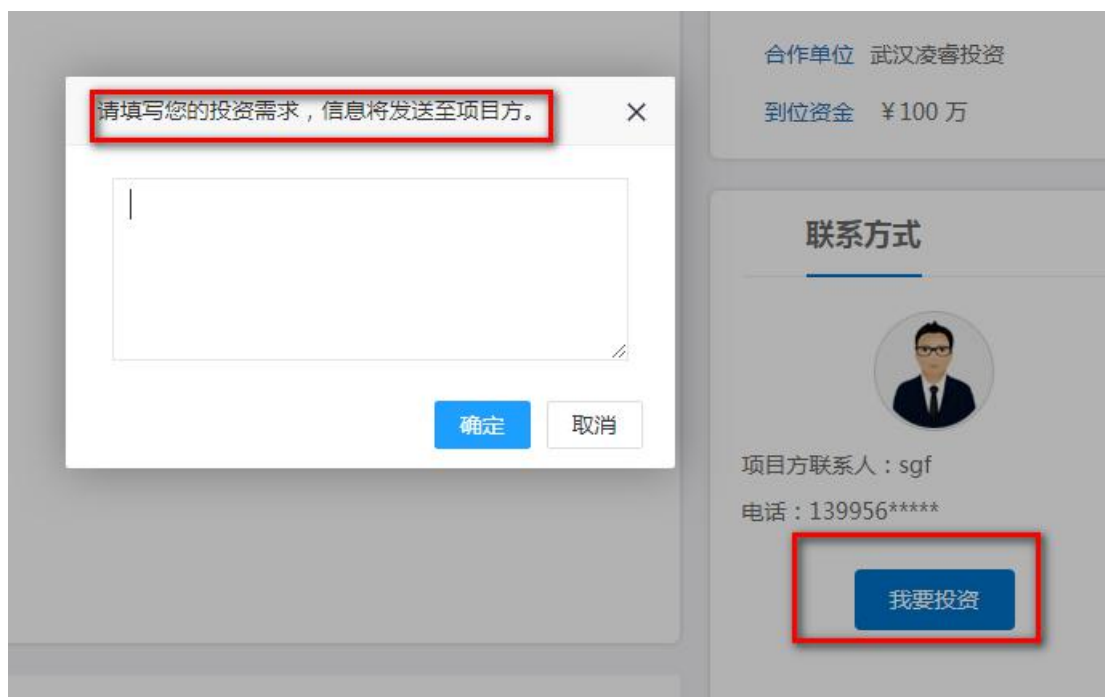 请填写您的投资需求，信息将发送至项目方。
确定
取消
合作单位 武汉凌睿投资
到位资金 ￥100 万
联系方式
项目方联系人：sgf
电话：139956*****
我要投资